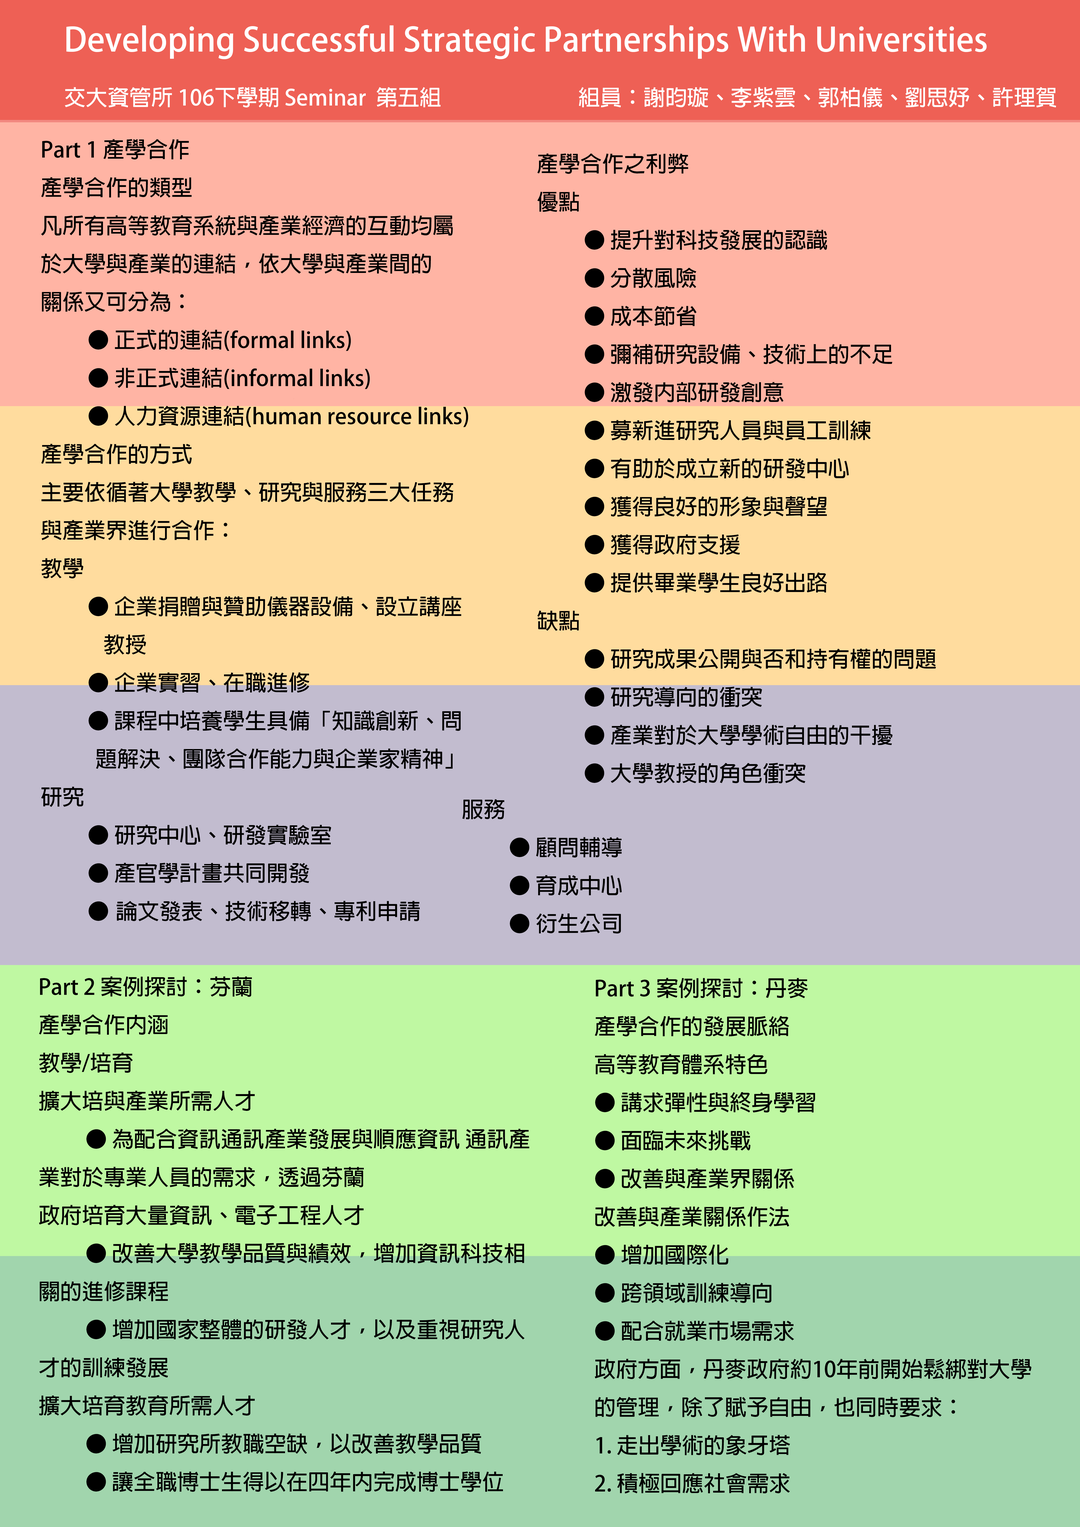 Developing Successful Strategic Partnerships With Universities
交大資管所 106下學期 Seminar 第五組
組員：謝昀璇、李紫雲、郭柏儀、劉思妤、許理賀
Part 1 產學合作
產學合作的類型
凡所有高等教育系統與產業經濟的互動均屬
於大學與產業的連結，依大學與產業間的
關係又可分為：
● 正式的連結(formal links)
● 非正式連結(informal links)
● 人力資源連結(human resource links)
產學合作的方式
主要依循著大學教學、研究與服務三大任務
與產業界進行合作：
教學
● 企業捐贈與贊助儀器設備、設立講座
教授
● 企業實習、在職進修
● 課程中培養學生具備「知識創新、問
題解決、團隊合作能力與企業家精神」
研究
● 研究中心、研發實驗室
● 產官學計畫共同開發
● 論文發表、技術移轉、專利申請
服務
● 顧問輔導
● 育成中心
● 衍生公司
產學合作之利弊
優點
● 提升對科技發展的認識
● 分散風險
● 成本節省
● 彌補研究設備、技術上的不足
● 激發內部研發創意
● 募新進研究人員與員工訓練
● 有助於成立新的研發中心
● 獲得良好的形象與聲望
● 獲得政府支援
● 提供畢業學生良好出路
缺點
● 研究成果公開與否和持有權的問題
● 研究導向的衝突
● 產業對於大學學術自由的干擾
● 大學教授的角色衝突
Part 2 案例探討：芬蘭
產學合作內涵
教學/培育
擴大培與產業所需人才
● 為配合資訊通訊產業發展與順應資訊 通訊產
業對於專業人員的需求，透過芬蘭
政府培育大量資訊、電子工程人才
● 改善大學教學品質與績效，增加資訊科技相
關的進修課程
● 增加國家整體的研發人才，以及重視研究人
才的訓練發展
擴大培育教育所需人才
● 增加研究所教職空缺，以改善教學品質
● 讓全職博士生得以在四年內完成博士學位
Part 3 案例探討：丹麥
產學合作的發展脈絡
高等教育體系特色
● 講求彈性與終身學習
● 面臨未來挑戰
● 改善與產業界關係
改善與產業關係作法
● 增加國際化
● 跨領域訓練導向
● 配合就業市場需求
政府方面，丹麥政府約10年前開始鬆綁對大學
的管理，除了賦予自由，也同時要求：
1. 走出學術的象牙塔
2. 積極回應社會需求